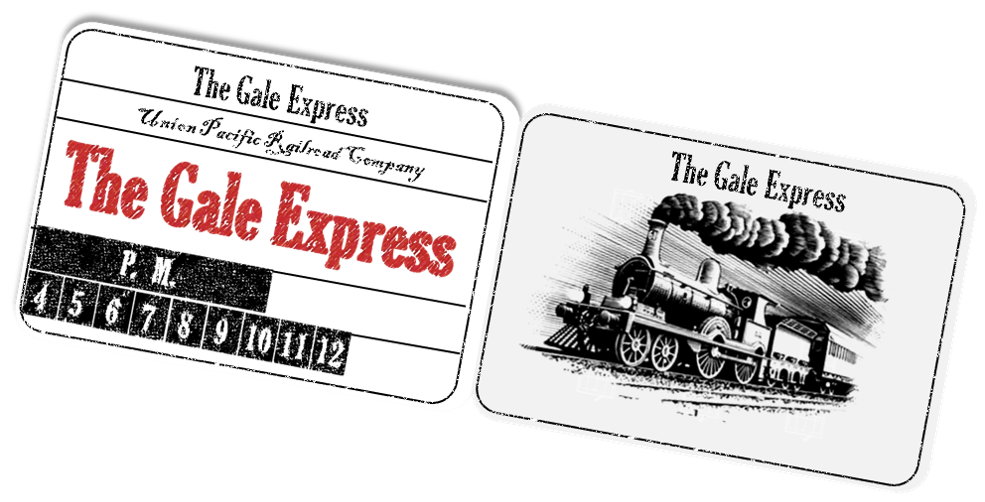 The Gale Express
Union Pacific Railroad Company
The Gale Express
P. M.
4 5 6 7 8 9 10 11 12
The Gale Express